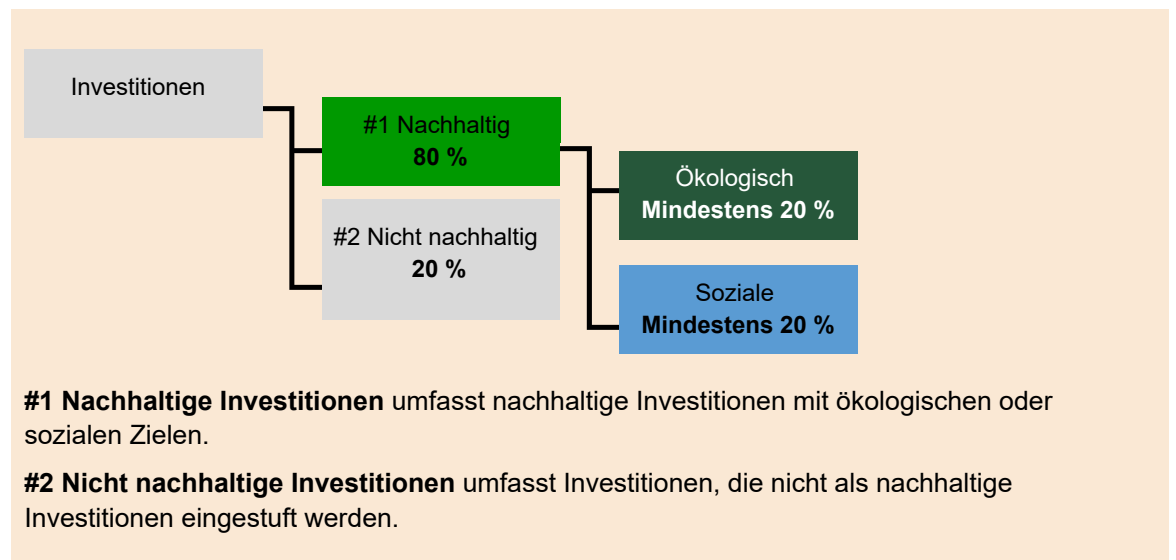 Investitionen
#1 Nachhaltig
80 %
#2 Nicht nachhaltig
20 %
Ökologisch
Mindestens 20 %
Soziale
Mindestens 20 %
#1 Nachhaltige Investitionen umfasst nachhaltige Investitionen mit ökologischen oder
sozialen Zielen.
#2 Nicht nachhaltige Investitionen umfasst Investitionen, die nicht als nachhaltige
Investitionen eingestuft werden.